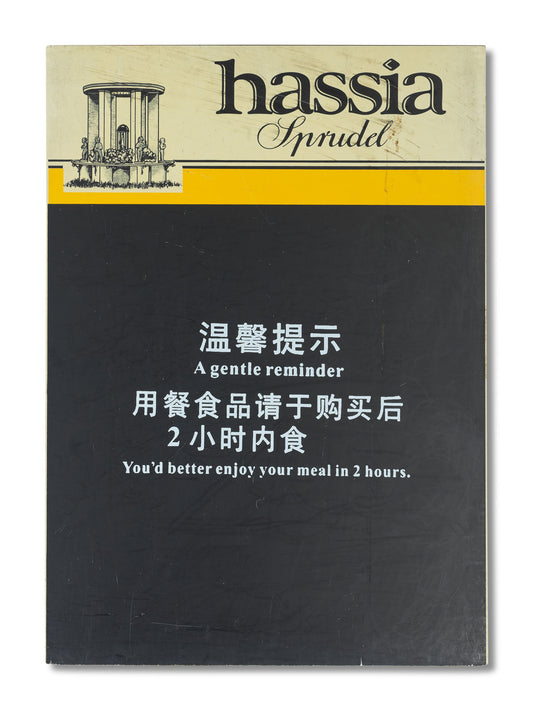 hassia
Sprudel
温馨提示
A gentle reminder
用餐食品请于购买后
2 小时内食
You'd better enjoy your meal in 2 hours.